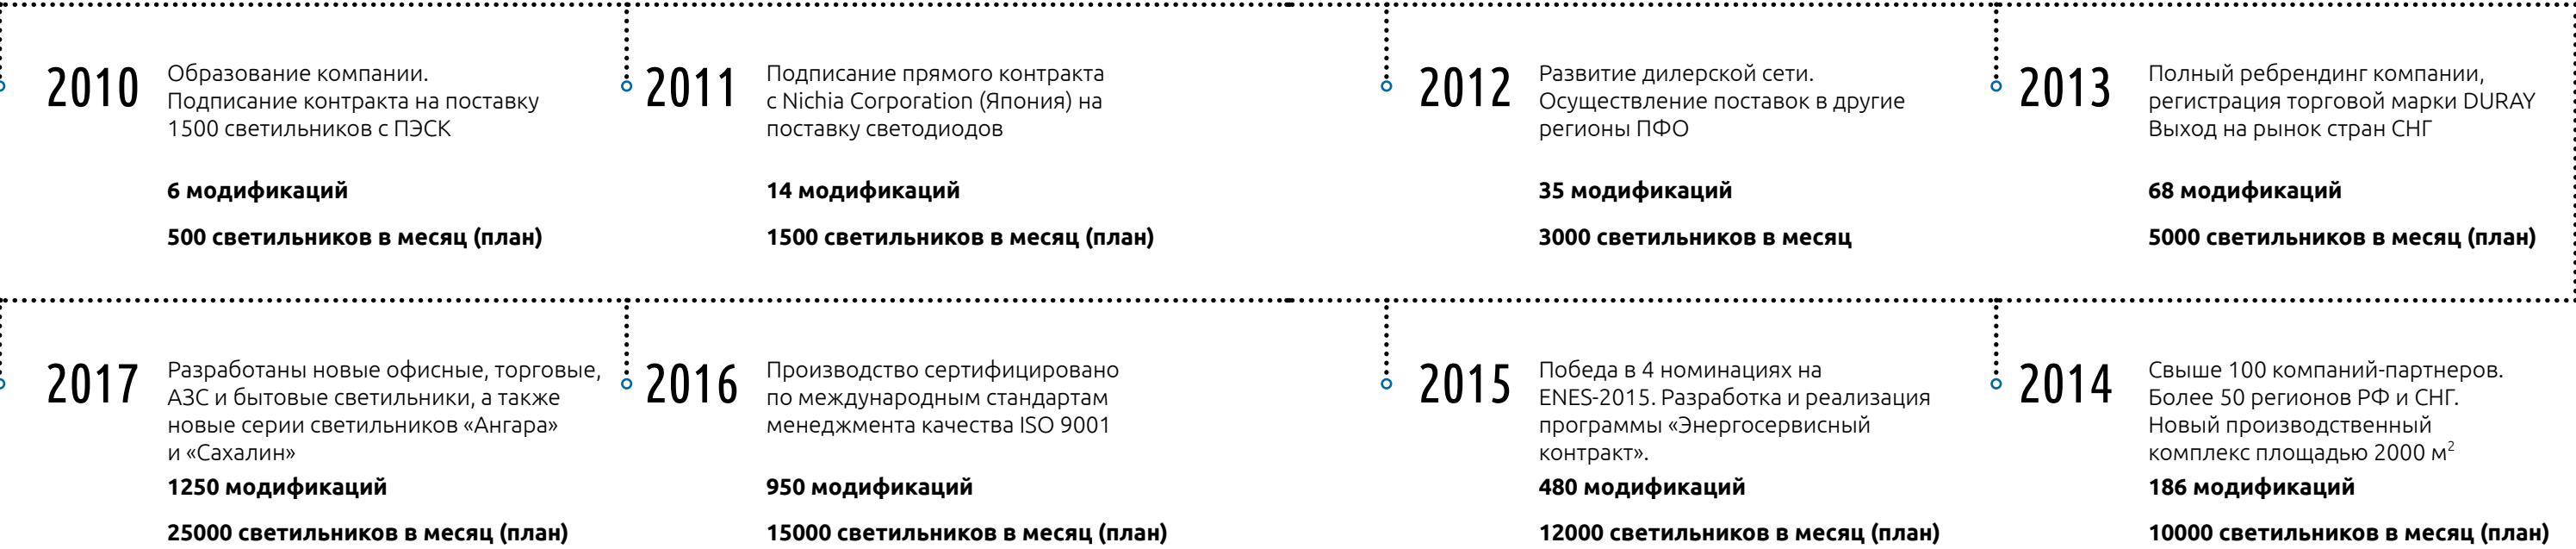 2010
Образование компании.
Подписание контракта на поставку
1500 светильников с ПЭСК
6 модификаций
500 светильников в месяц (план)
2011
Подписание прямого контракта
с Nichia Corporation (Япония) на
поставку светодиодов
14 модификаций
1500 светильников в месяц (план)
2012
Развитие дилерской сети.
Осуществление поставок в другие
регионы ПФО
35 модификаций
3000 светильников в месяц
2013
Полный ребрендинг компании,
регистрация торговой марки DURAY
Выход на рынок стран СНГ
68 модификаций
5000 светильников в месяц (план)
2017
Разработаны новые офисные, торговые,
АЗС и бытовые светильники, а также
новые серии светильников «Ангара»
и «Сахалин»
1250 модификаций
25000 светильников в месяц (план)
2016
Производство сертифицировано
по международным стандартам
менеджмента качества ISO 9001
950 модификаций
15000 светильников в месяц (план)
2015
Победа в 4 номинациях на
ENES-2015. Разработка и реализация
программы «Энергосервисный
контракт».
480 модификаций
12000 светильников в месяц (план)
2014
Свыше 100 компаний-партнеров.
Более 50 регионов РФ и СНГ.
Новый производственный
комплекс площадью 2000 м²
186 модификаций
10000 светильников в месяц (план)